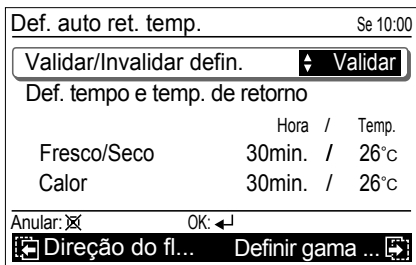 Def. auto ret. temp. Se 10:00
Validar/Invalidar defin. Validar
Def. tempo e temp. de retorno
Hora / Temp.
Fresco/Seco 30min. / 26°C
Calor 30min. / 26°C
Anular: OK:
Direção do fl... Definir gama ...